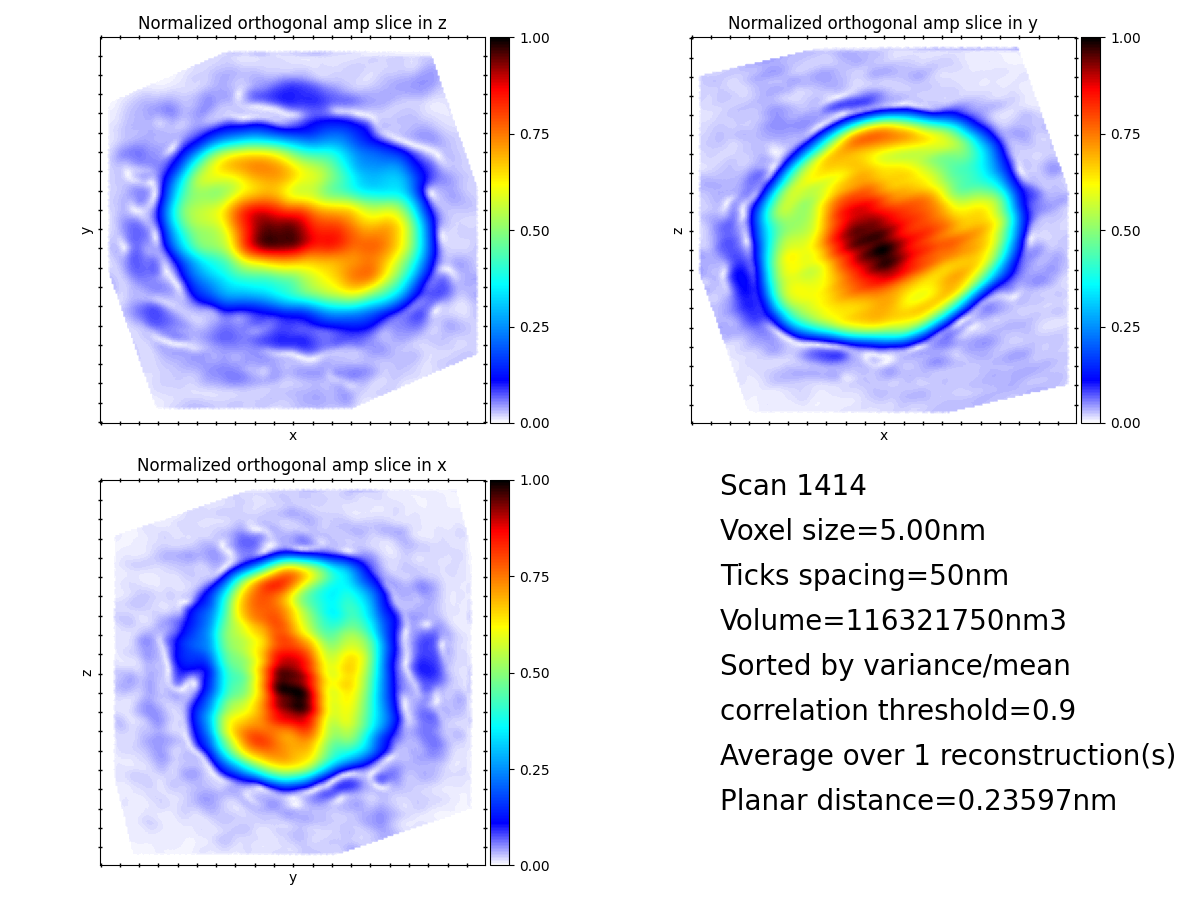 Normalized orthogonal amp slice in z
1.00
0.75
0.50
0.25
0.00
y
x
Normalized orthogonal amp slice in y
1.00
0.75
0.50
0.25
0.00
z
x
Normalized orthogonal amp slice in x
1.00
0.75
0.50
0.25
0.00
z
y
Scan 1414
Voxel size=5.00nm
Ticks spacing=50nm
Volume=116321750nm3
Sorted by variance/mean
correlation threshold=0.9
Average over 1 reconstruction(s)
Planar distance=0.23597nm